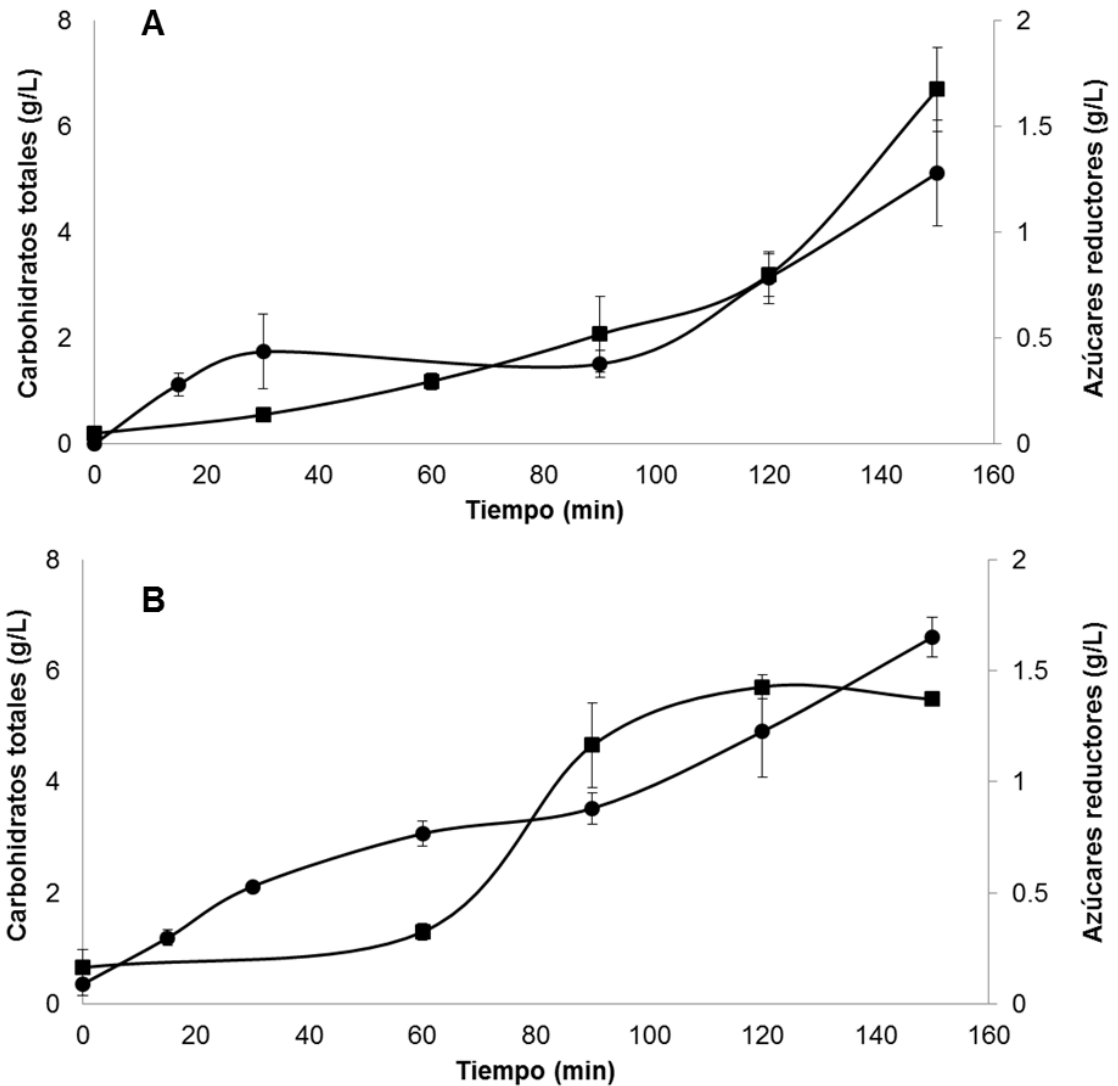 A
Carbohidratos totales (g/L)
8
6
4
2
0
2
1.5
1
0.5
0
Azúcares reductores (g/L)
0 20 40 60 80 100 120 140 160
Tiempo (min)
B
Carbohidratos totales (g/L)
8
6
4
2
0
2
1.5
1
0.5
0
Azúcares reductores (g/L)
0 20 40 60 80 100 120 140 160
Tiempo (min)